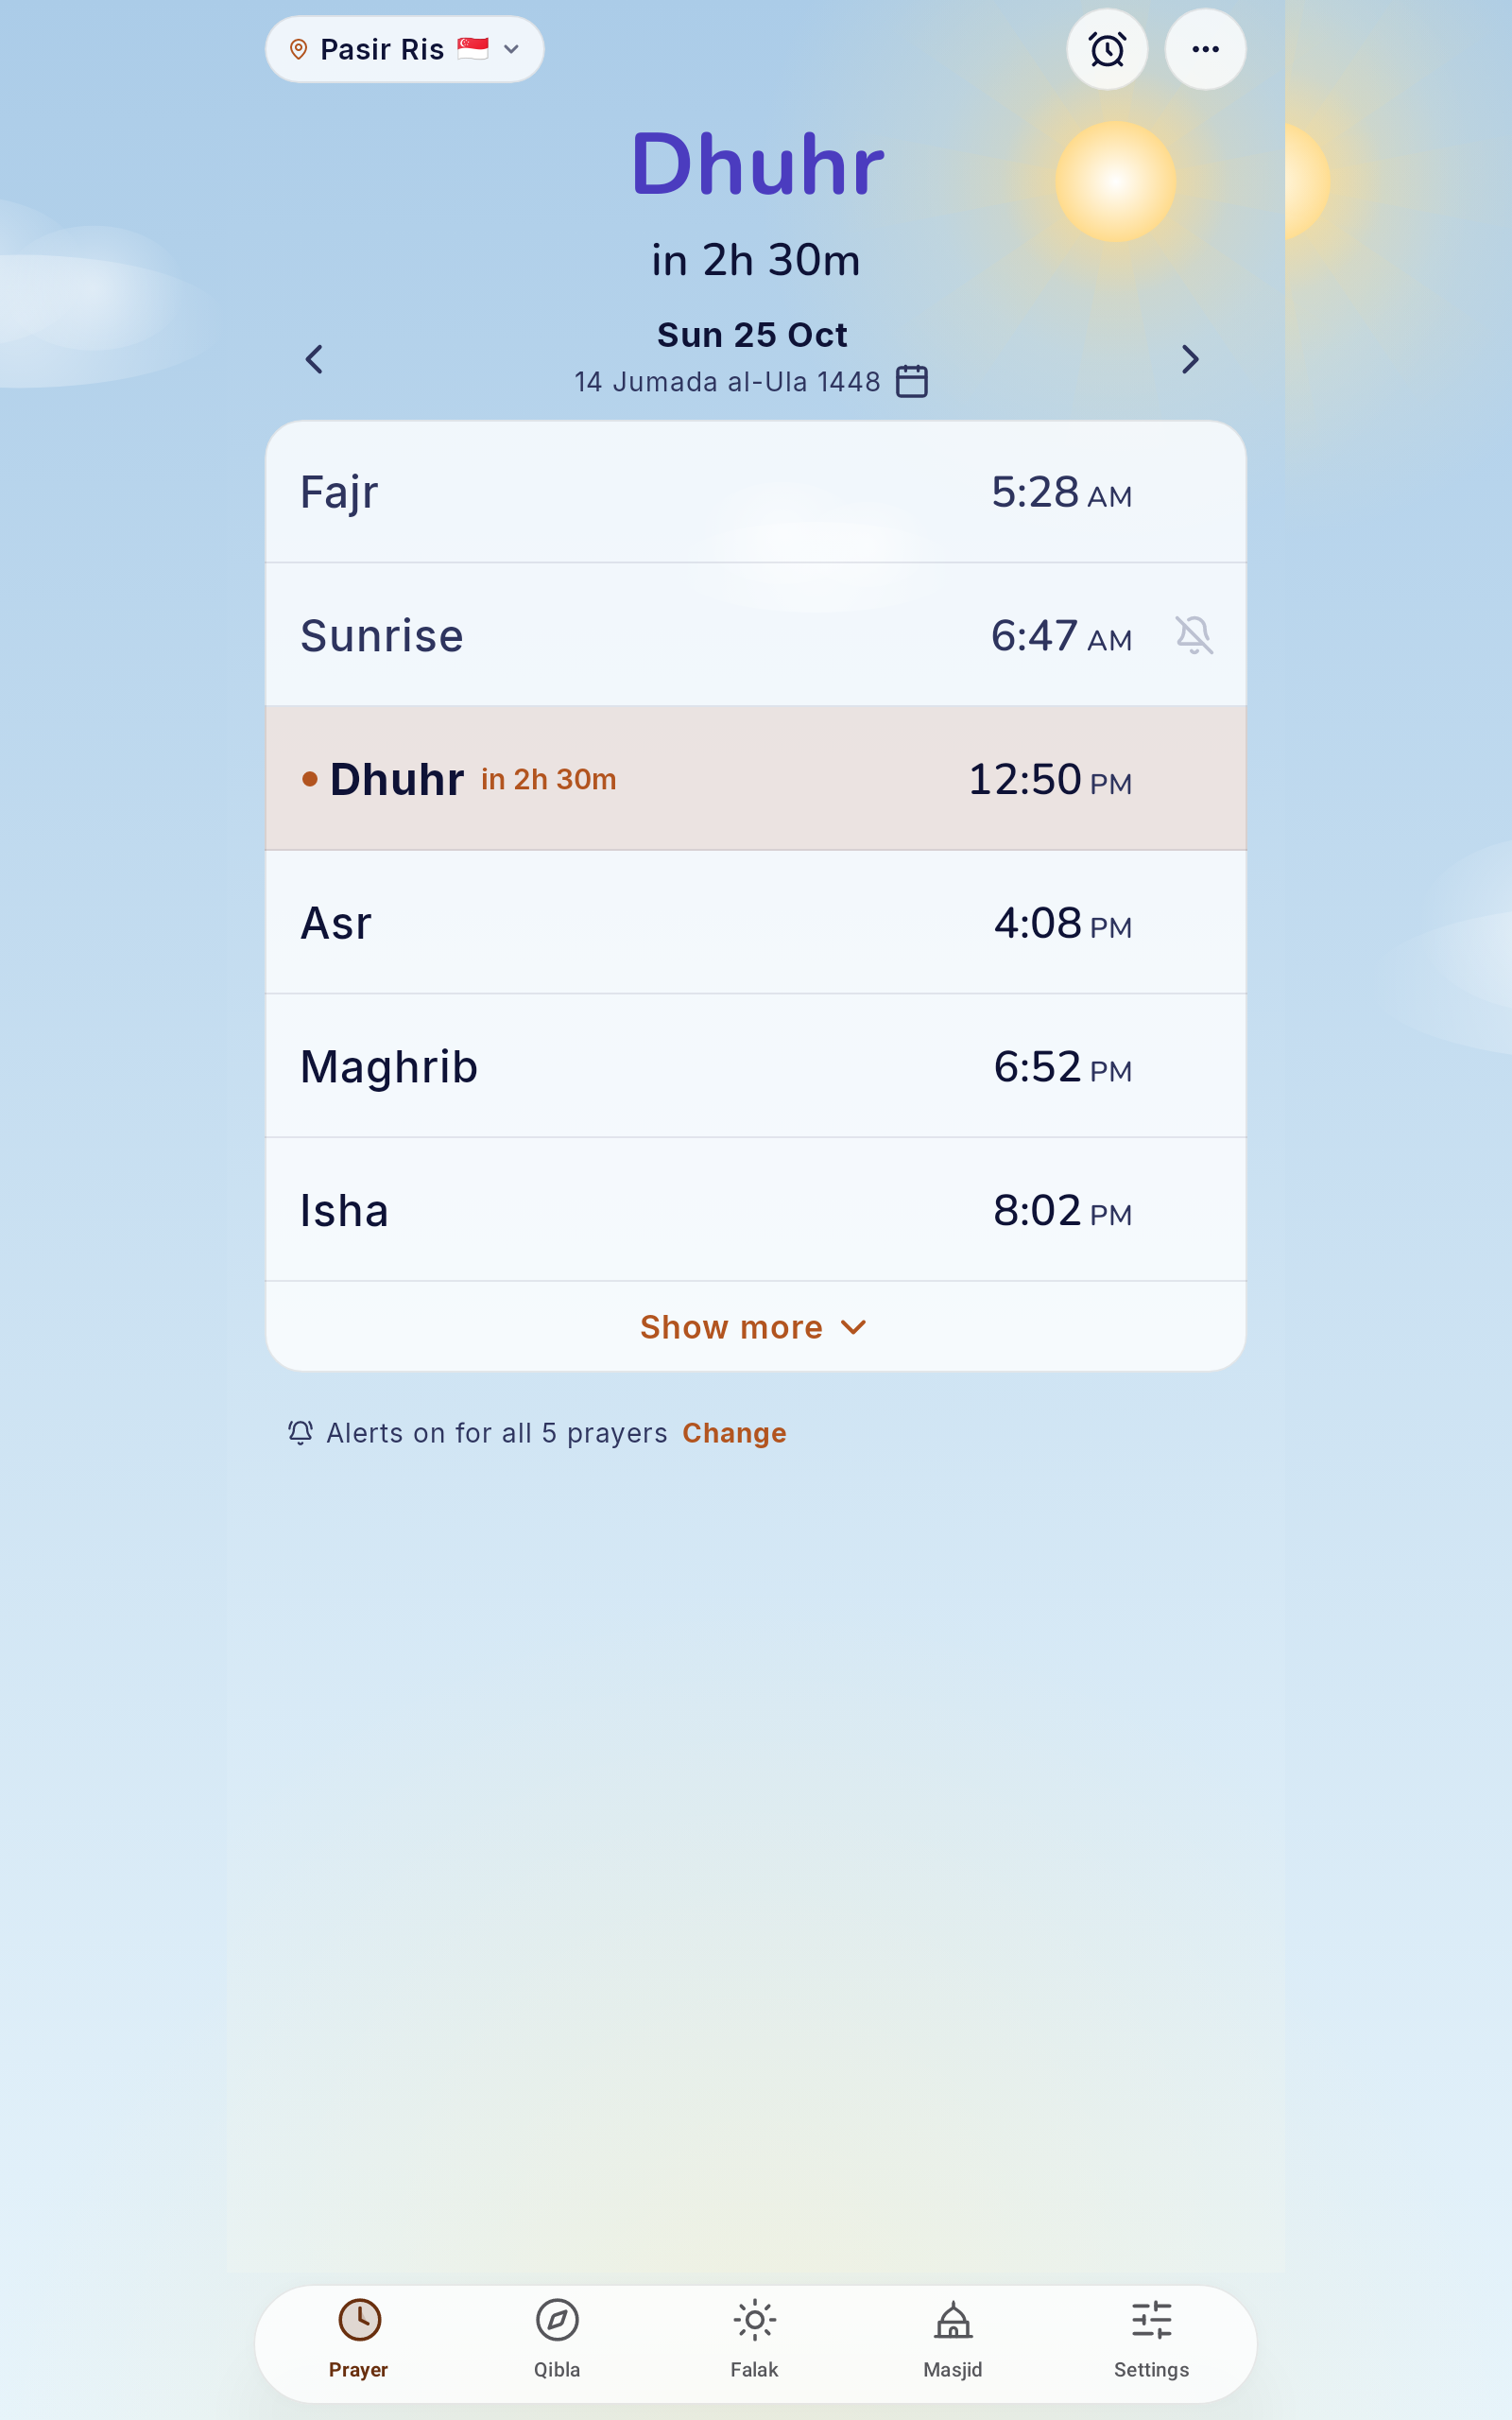 Pasir Ris 🇸🇬
Dhuhr
in 2h 30m
Sun 25 Oct
14 Jumada al-Ula 1448
Fajr 5:28 AM
Sunrise 6:47 AM
Dhuhr in 2h 30m 12:50 PM
Asr 4:08 PM
Maghrib 6:52 PM
Isha 8:02 PM
Show more
Alerts on for all 5 prayers Change
Prayer Qibla Falak Masjid Settings